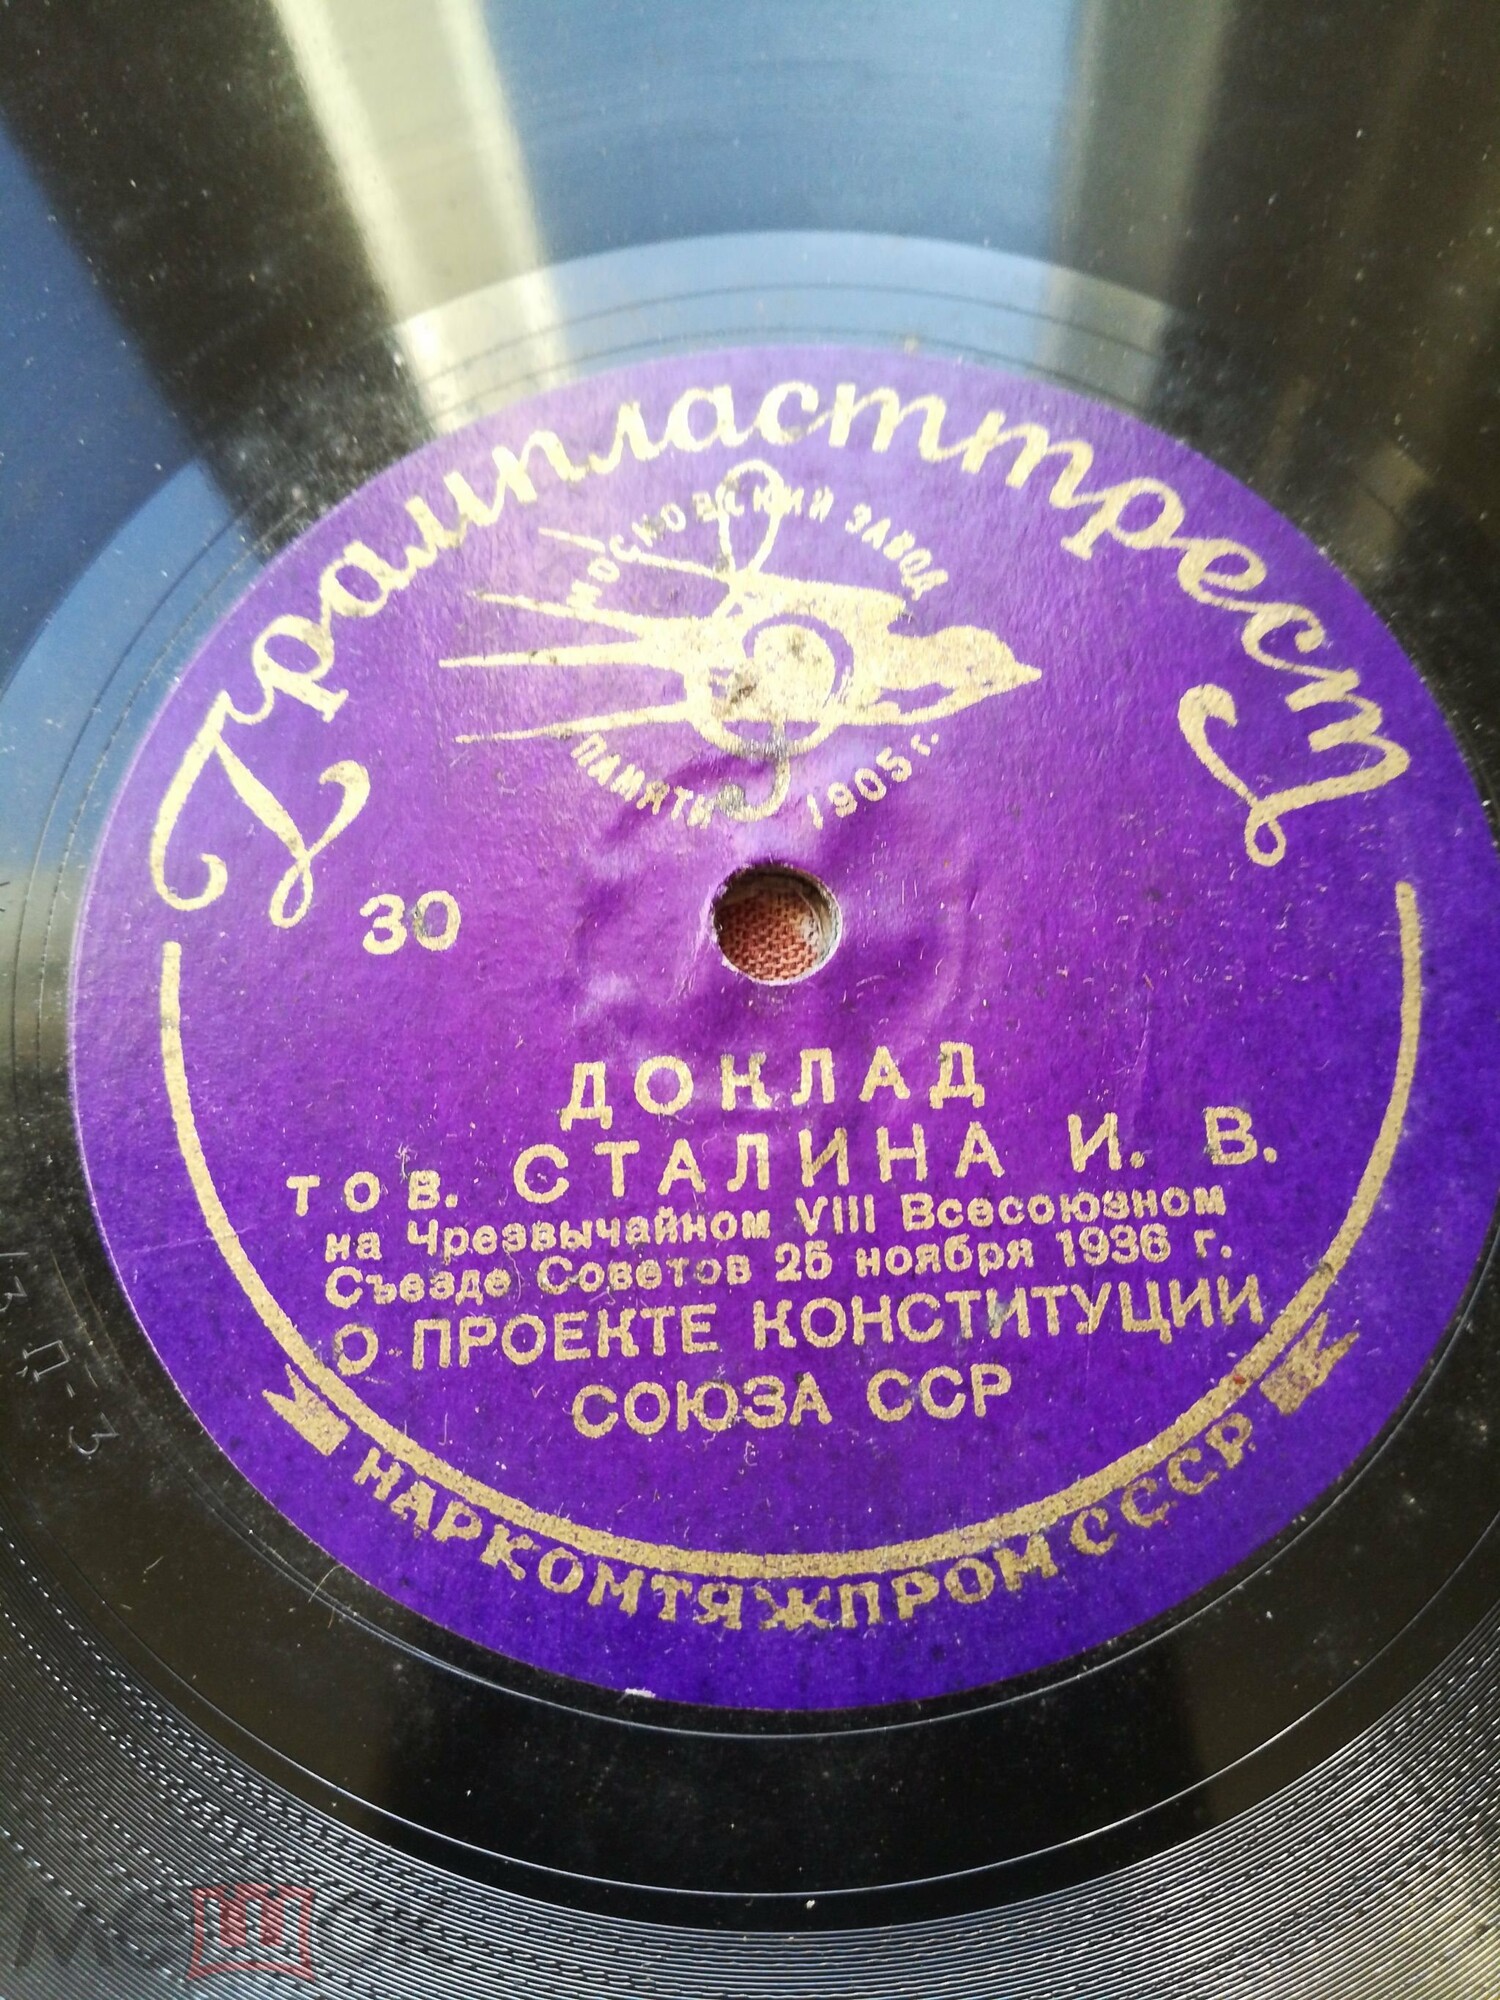 Грампласттрест
МОСКОВСКИЙ ЗАВОД
ПАМЯТИ 1905 г.
30
ДОКЛАД
тов. СТАЛИНА И. В.
на Чрезвычайном VIII Всесоюзном
Съезде Советов 25 ноября 1936 г.
О ПРОЕКТЕ КОНСТИТУЦИИ
СОЮЗА ССР
НАРКОМТЯЖПРОМ СССР